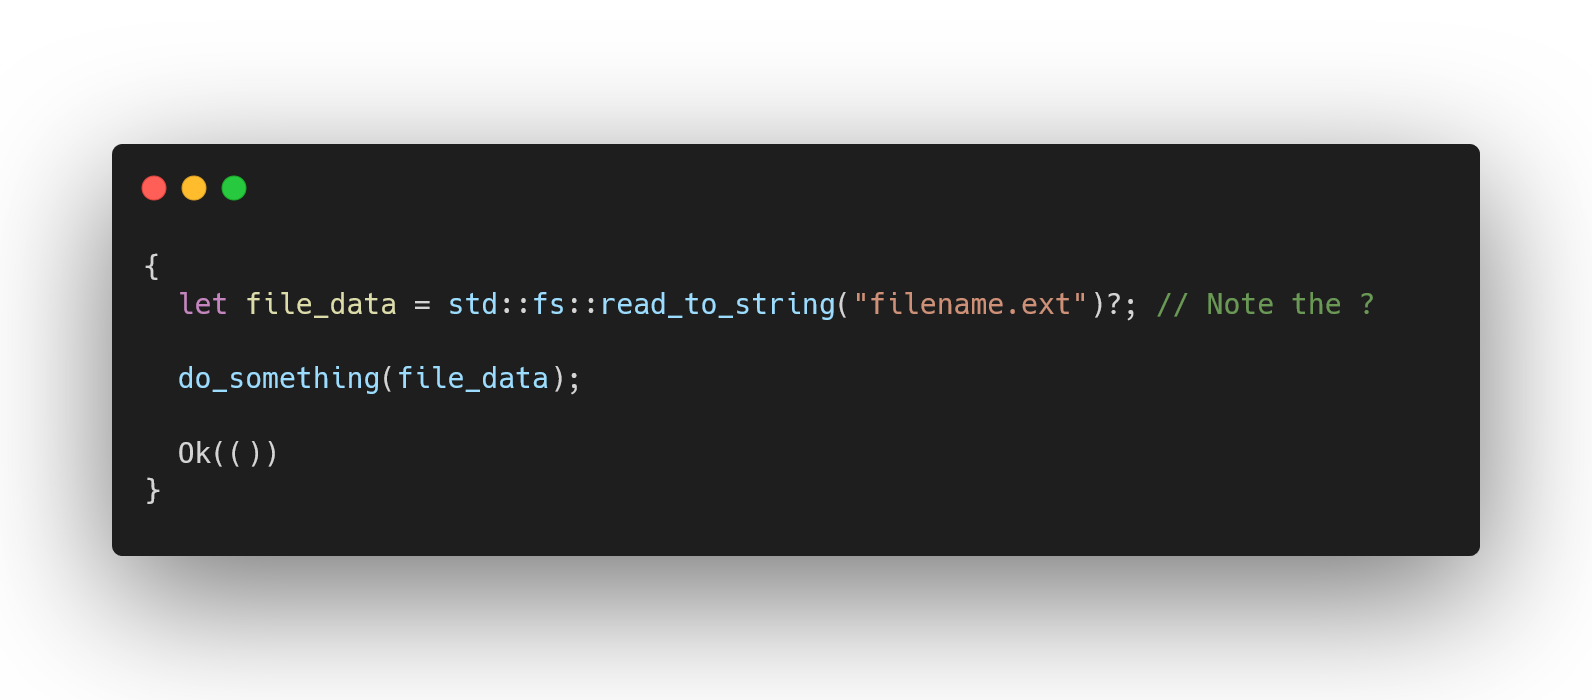 {
  let file_data = std::fs::read_to_string("filename.ext")?; // Note the ?

  do_something(file_data);

  Ok(())
}